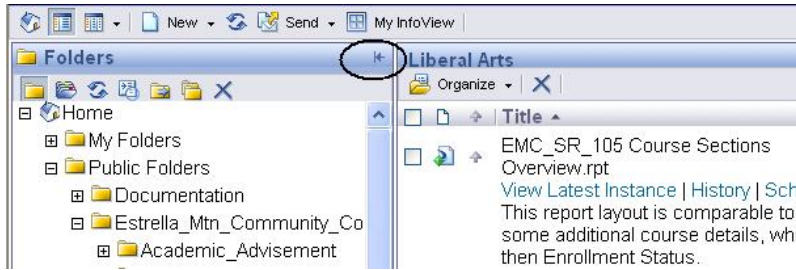 New Send My InfoView
Folders
Liberal Arts
Organize
Home
Title
My Folders
EMC_SR_105 Course Sections
Overview.rpt
Public Folders
View Latest Instance | History | Sch
Documentation
This report layout is comparable to
Estrella_Mtn_Community_Co
some additional course details, wh
Academic_Advisement
then Enrollment Status.